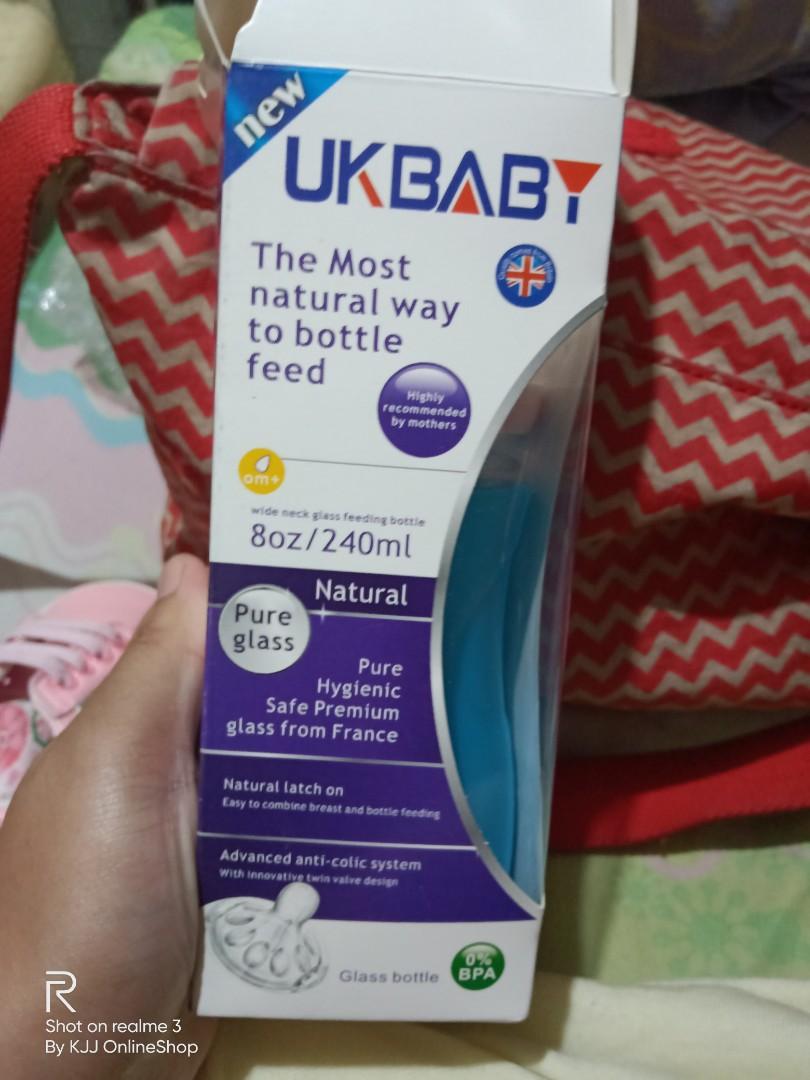 new
UKBABY
The Most
natural way
to bottle
feed
Highly
recommended
by mothers
0m+
wide neck glass feeding bottle
8oz/240ml
Natural
Pure
glass
Pure
Hygienic
Safe Premium
glass from France
Natural latch on
Easy to combine breast and bottle feeding
Advanced anti-colic system
With innovative twin valve design
Glass bottle
0%
BPA
R
Shot on realme 3
By KJJ OnlineShop